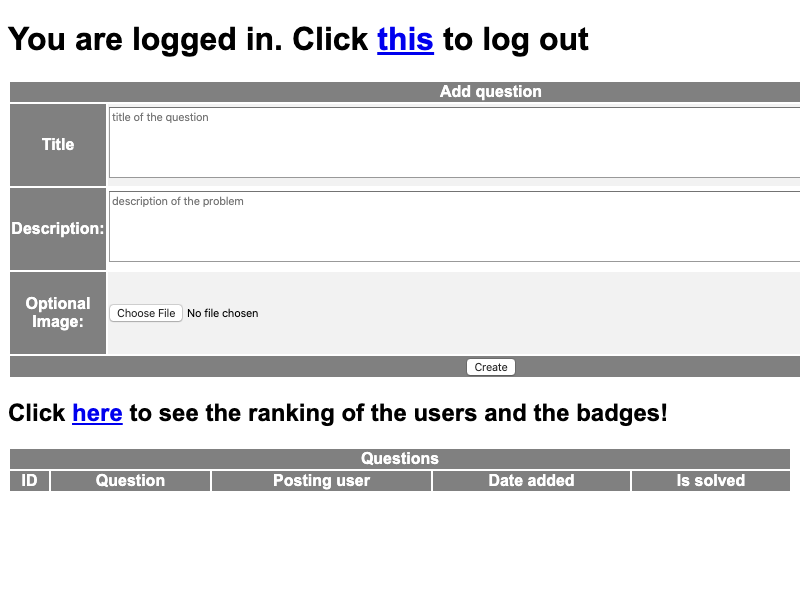 You are logged in. Click this to log out
Add question
Title
title of the question
Description:
description of the problem
Optional
Image:
Choose File No file chosen
Create
Click here to see the ranking of the users and the badges!
Questions
ID Question Posting user Date added Is solved